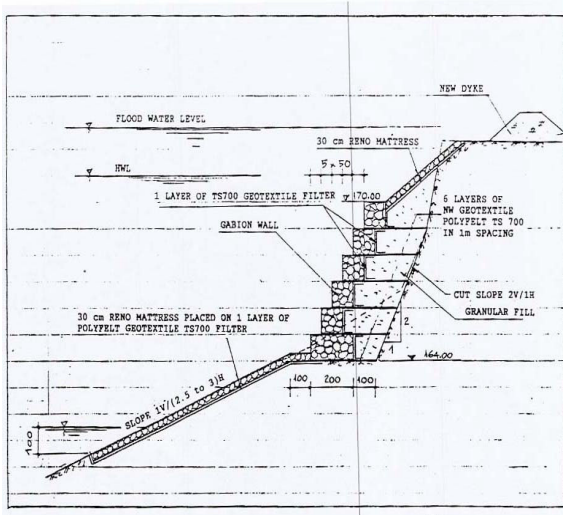 NEW DYKE
FLOOD WATER LEVEL
30 cm RENO MATTRESS
5 x 50
HWL
1 LAYER OF TS700 GEOTEXTILE FILTER
170.00
6 LAYERS OF
NW GEOTEXTILE
POLYFELT TS 700
IN 1m SPACING
GABION WALL
CUT SLOPE 2V/1H
GRANULAR FILL
30 cm RENO MATTRESS PLACED ON 1 LAYER OF
POLYFELT GEOTEXTILE TS700 FILTER
2
1
164.00
SLOPE 1V/(2.5 to 3)H
100
200
100
100